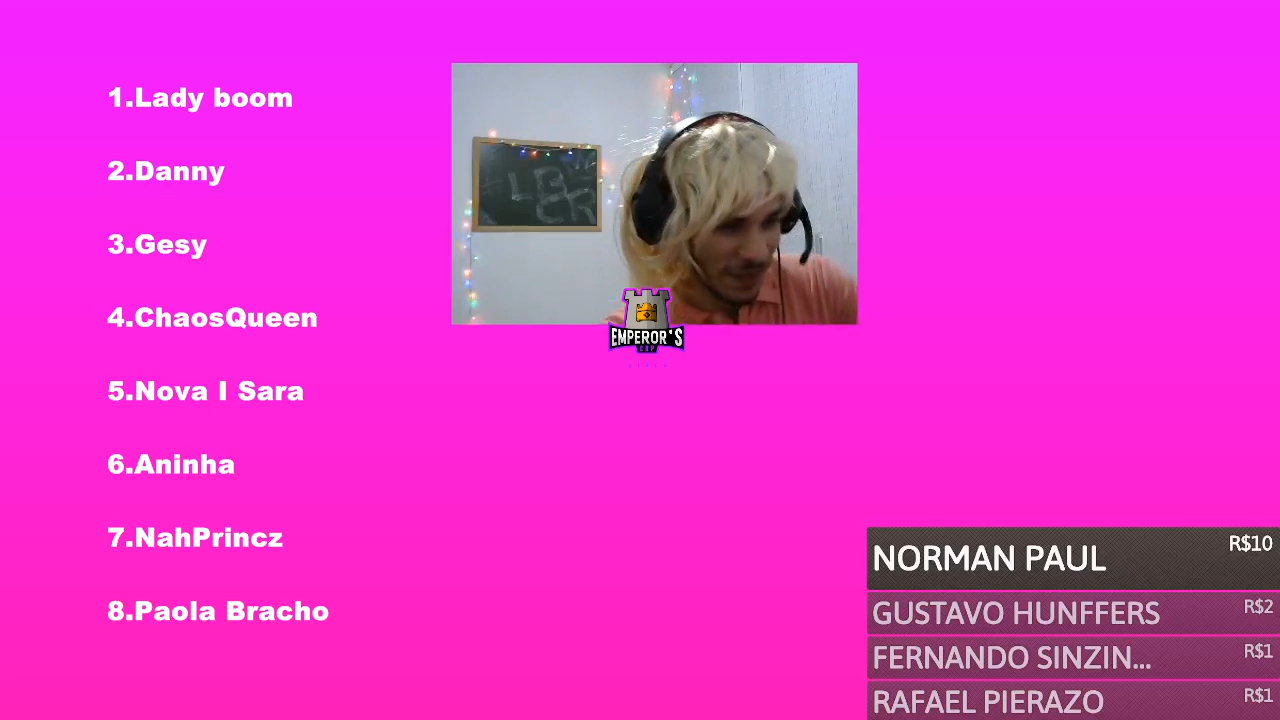 1.Lady boom
2.Danny
3.Gesy
4.ChaosQueen
5.Nova I Sara
6.Aninha
7.NahPrincz
8.Paola Bracho
EMPEROR'S
CUP
NORMAN PAUL R$10
GUSTAVO HUNFFERS R$2
FERNANDO SINZIN... R$1
RAFAEL PIERAZO R$1